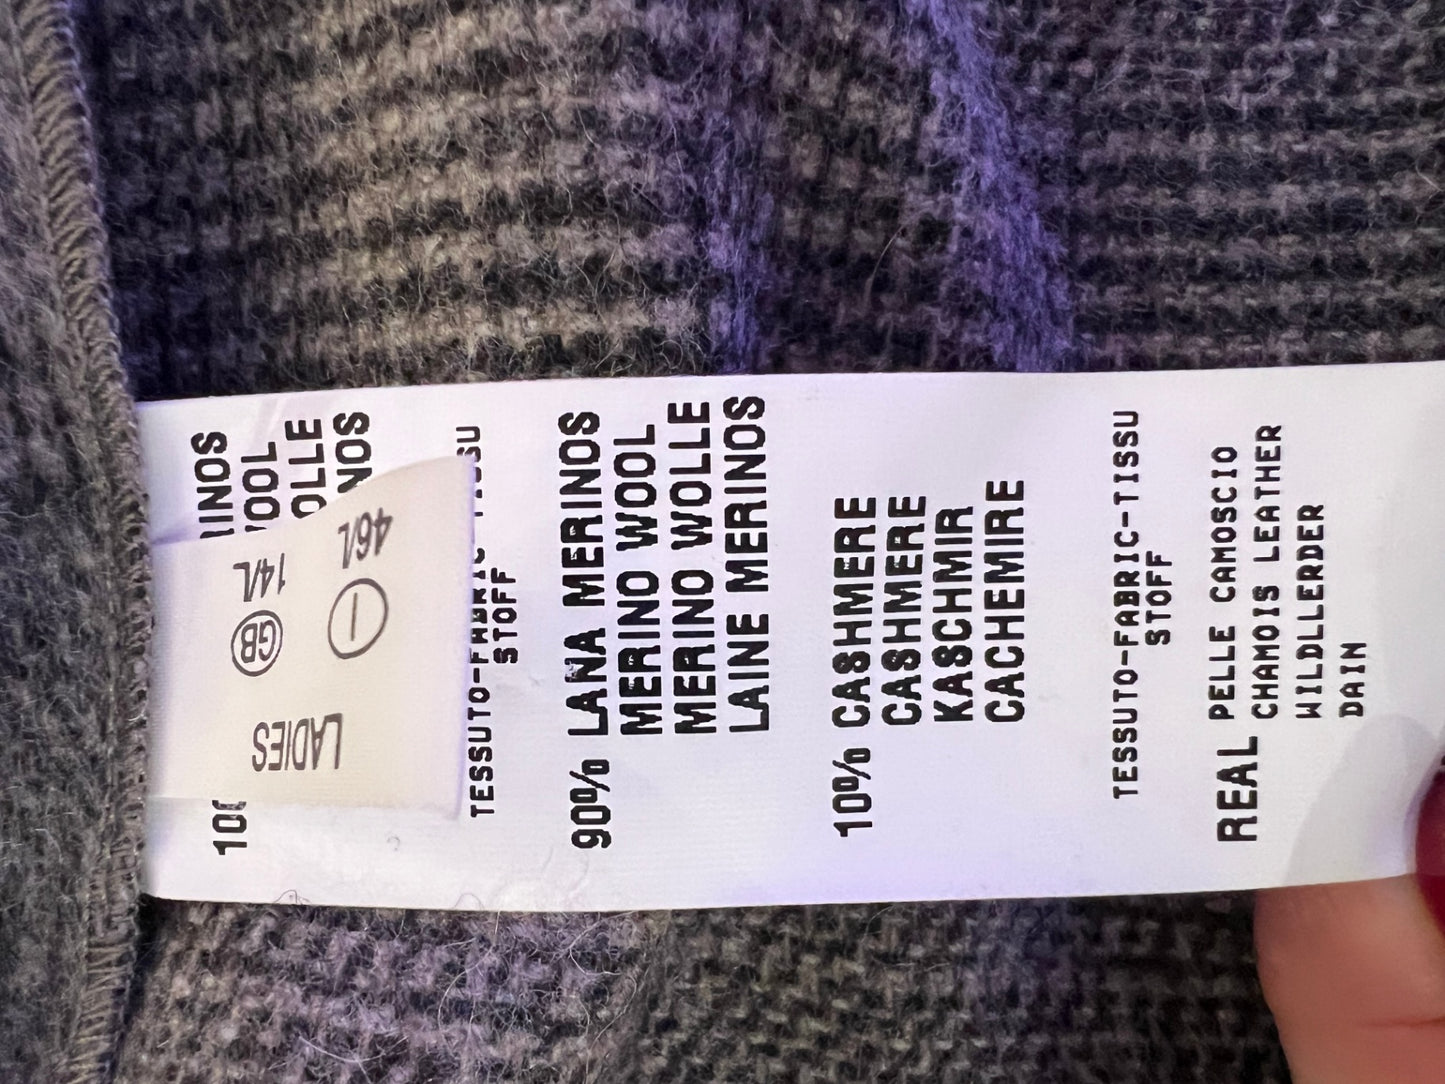 LADIES
GB 14/L
I 46/L
TESSUTO-FABRIC-TISSU
STOFF
90% LANA MERINOS
MERINO WOOL
MERINO WOLLE
LAINE MERINOS
10% CASHMERE
CASHMERE
KASCHMIR
CACHEMIRE
TESSUTO-FABRIC-TISSU
STOFF
REAL PELLE CAMOSCIO
CHAMOIS LEATHER
WILDLLERDER
DAIN